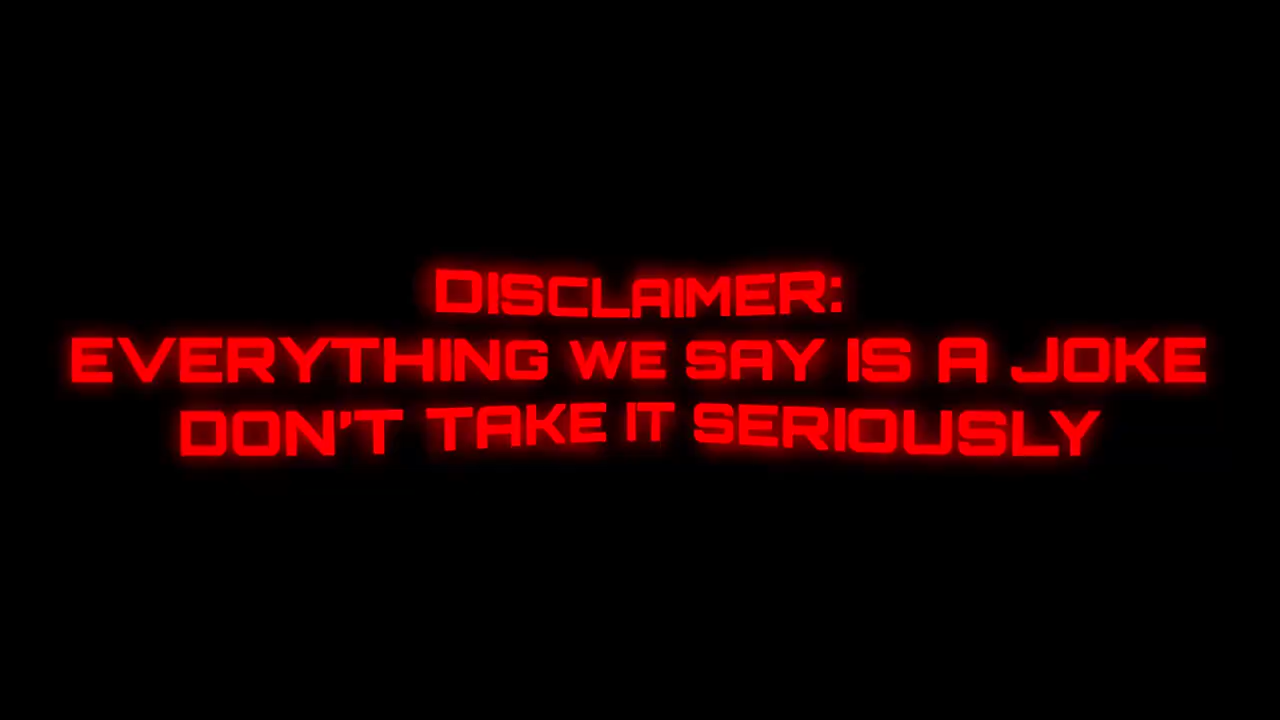 DISCLAIMER:
EVERYTHING WE SAY IS A JOKE
DON'T TAKE IT SERIOUSLY